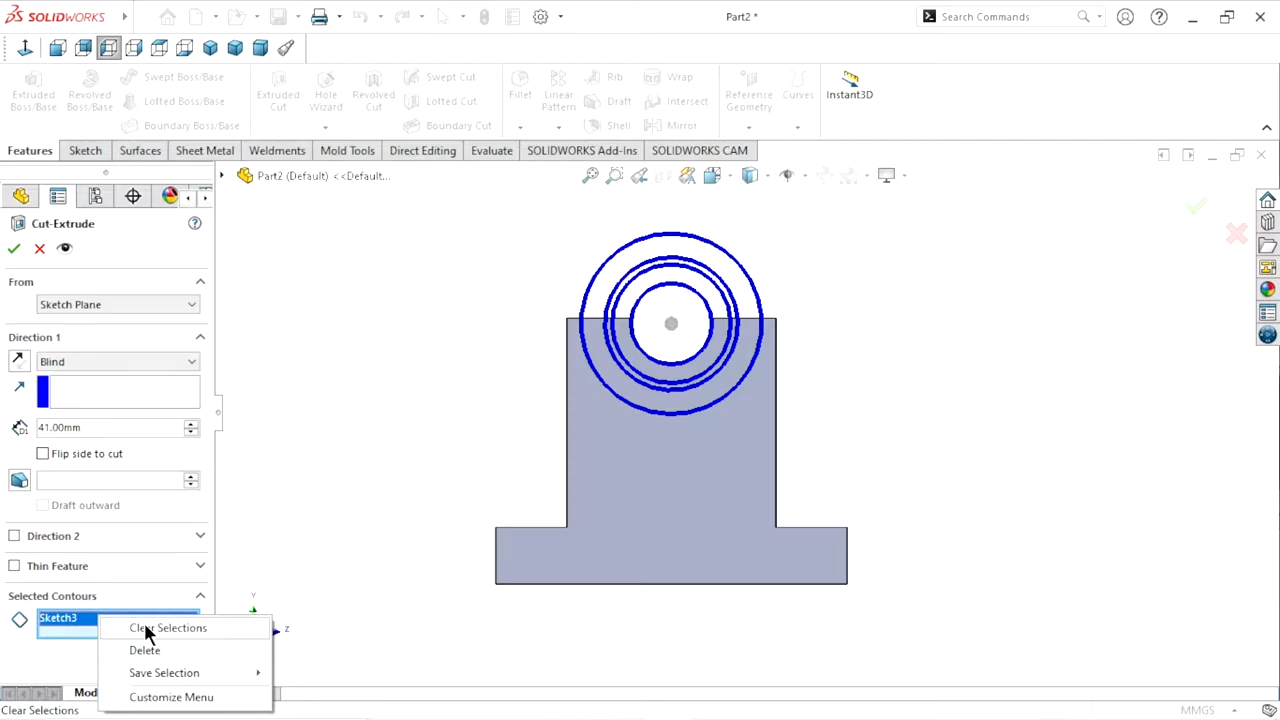 SOLIDWORKS
Part2 *
Search Commands
Extruded Boss/Base
Revolved Boss/Base
Swept Boss/Base
Lofted Boss/Base
Boundary Boss/Base
Extruded Cut
Hole Wizard
Revolved Cut
Swept Cut
Lofted Cut
Boundary Cut
Fillet
Linear Pattern
Rib
Draft
Shell
Wrap
Intersect
Mirror
Reference Geometry
Curves
Instant3D
Features Sketch Surfaces Sheet Metal Weldments Mold Tools Direct Editing Evaluate SOLIDWORKS Add-Ins SOLIDWORKS CAM
Part2 (Default) <<Default...
Cut-Extrude
From
Sketch Plane
Direction 1
Blind
41.00mm
Flip side to cut
Draft outward
Direction 2
Thin Feature
Selected Contours
Sketch3
Clear Selections
Delete
Save Selection
Customize Menu
Y
Z
Mod
Clear Selections
MMGS